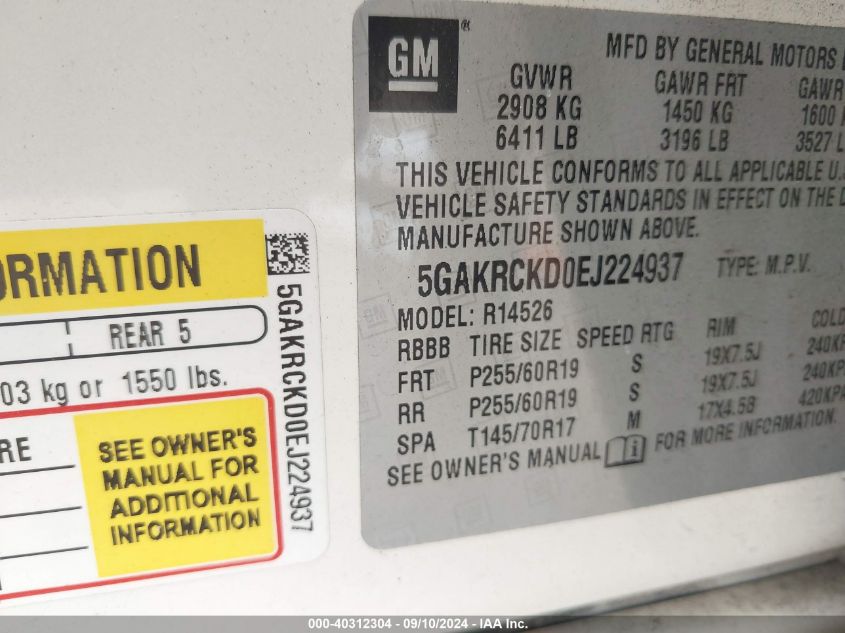 GM®
MFD BY GENERAL MOTORS
GVWR GAWR FRT GAWR
2908 KG 1450 KG 1600
6411 LB 3196 LB 3527 L
THIS VEHICLE CONFORMS TO ALL APPLICABLE U.
VEHICLE SAFETY STANDARDS IN EFFECT ON THE D
MANUFACTURE SHOWN ABOVE.
5GAKRCKD0EJ224937 TYPE: M.P.V.
MODEL: R14526
RBBB TIRE SIZE SPEED RTG RIM COLD
FRT P255/60R19 S 19X7.5J 240KP
RR P255/60R19 S 19X7.5J 240KP
SPA T145/70R17 M 17X4.5B 420KPA
SEE OWNER'S MANUAL FOR MORE INFORMATION.
ORMATION
REAR 5
03 kg or 1550 lbs.
RE
SEE OWNER'S
MANUAL FOR
ADDITIONAL
INFORMATION
5GAKRCKD0EJ224937
000-40312304 - 09/10/2024 - IAA Inc.